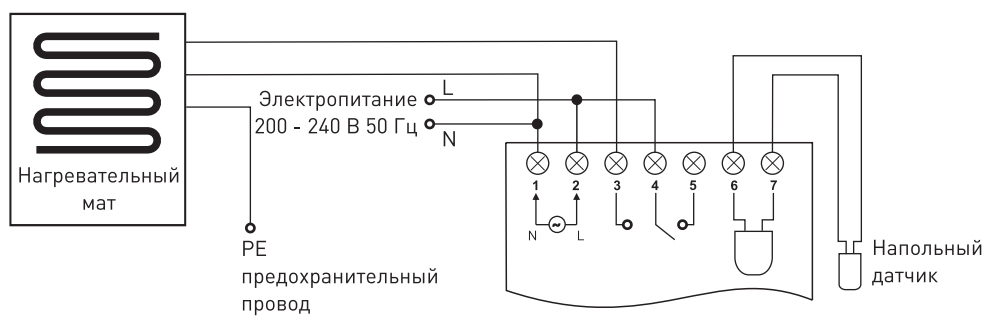 Нагревательный
мат
Электропитание
200 - 240 В 50 Гц
L
N
PE
предохранительный
провод
1 2 3 4 5 6 7
N ~ L
Напольный
датчик